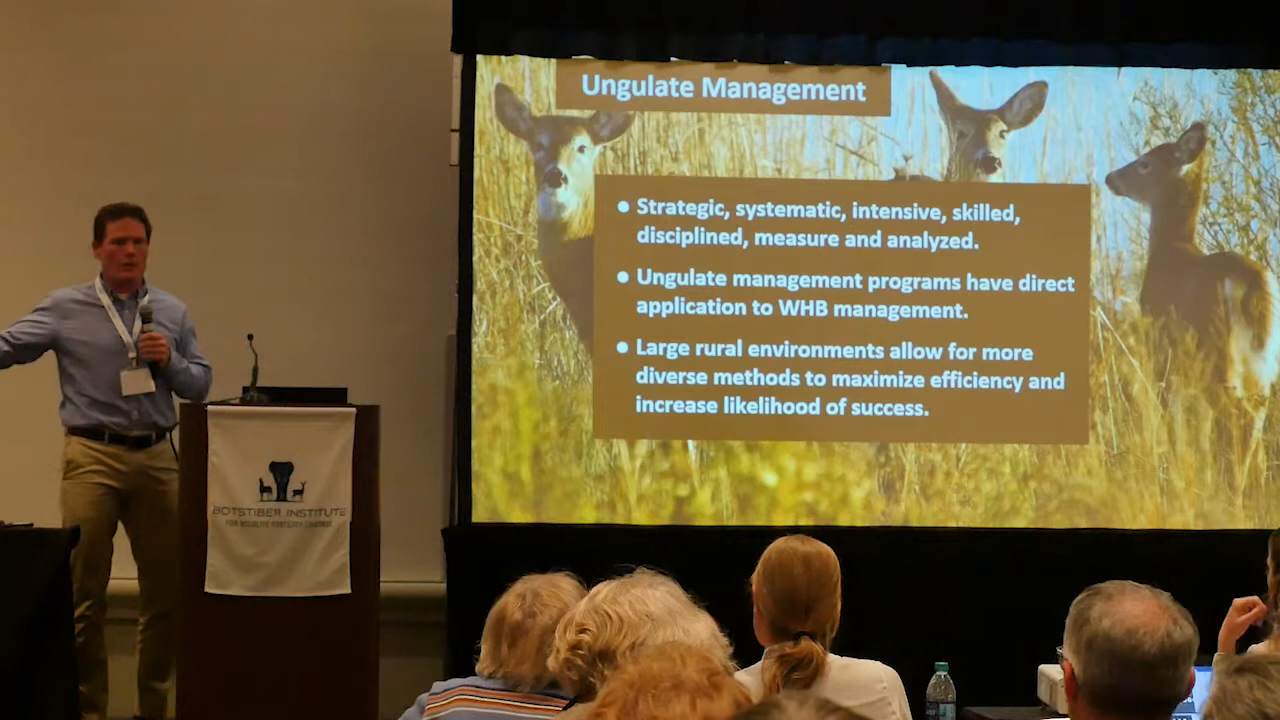 Ungulate Management
● Strategic, systematic, intensive, skilled,
disciplined, measure and analyzed.
● Ungulate management programs have direct
application to WHB management.
● Large rural environments allow for more
diverse methods to maximize efficiency and
increase likelihood of success.
BOTSTIBER INSTITUTE
FOR WILDLIFE FERTILITY CONTROL